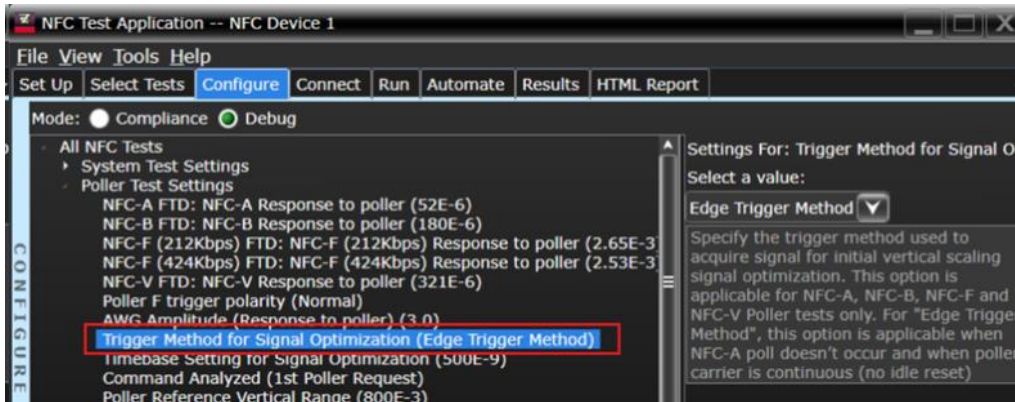 NFC Test Application -- NFC Device 1
File View Tools Help
Set Up Select Tests Configure Connect Run Automate Results HTML Report
Mode: Compliance Debug
All NFC Tests
System Test Settings
Poller Test Settings
NFC-A FTD: NFC-A Response to poller (52E-6)
NFC-B FTD: NFC-B Response to poller (180E-6)
NFC-F (212Kbps) FTD: NFC-F (212Kbps) Response to poller (2.65E-3)
NFC-F (424Kbps) FTD: NFC-F (424Kbps) Response to poller (2.53E-3)
NFC-V FTD: NFC-V Response to poller (321E-6)
Poller F trigger polarity (Normal)
AWG Amplitude (Response to poller) (3.0)
Trigger Method for Signal Optimization (Edge Trigger Method)
Timebase Setting for Signal Optimization (500E-9)
Command Analyzed (1st Poller Request)
Poller Reference Vertical Range (800E-3)
CONFIGURE
Settings For: Trigger Method for Signal O
Select a value:
Edge Trigger Method
Specify the trigger method used to
acquire signal for initial vertical scaling
signal optimization. This option is
applicable for NFC-A, NFC-B, NFC-F and
NFC-V Poller tests only. For "Edge Trigge
Method", this option is applicable when
NFC-A poll doesn't occur and when poller
carrier is continuous (no idle reset)